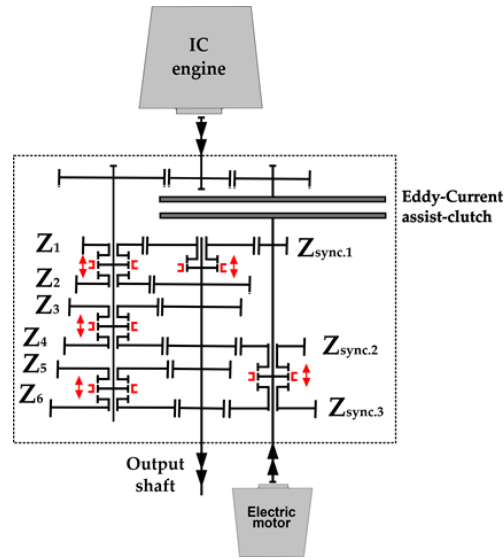 IC
engine
Eddy-Current
assist-clutch
Z1
Zsync.1
Z2
Z3
Z4
Zsync.2
Z5
Z6
Zsync.3
Output
shaft
Electric
motor